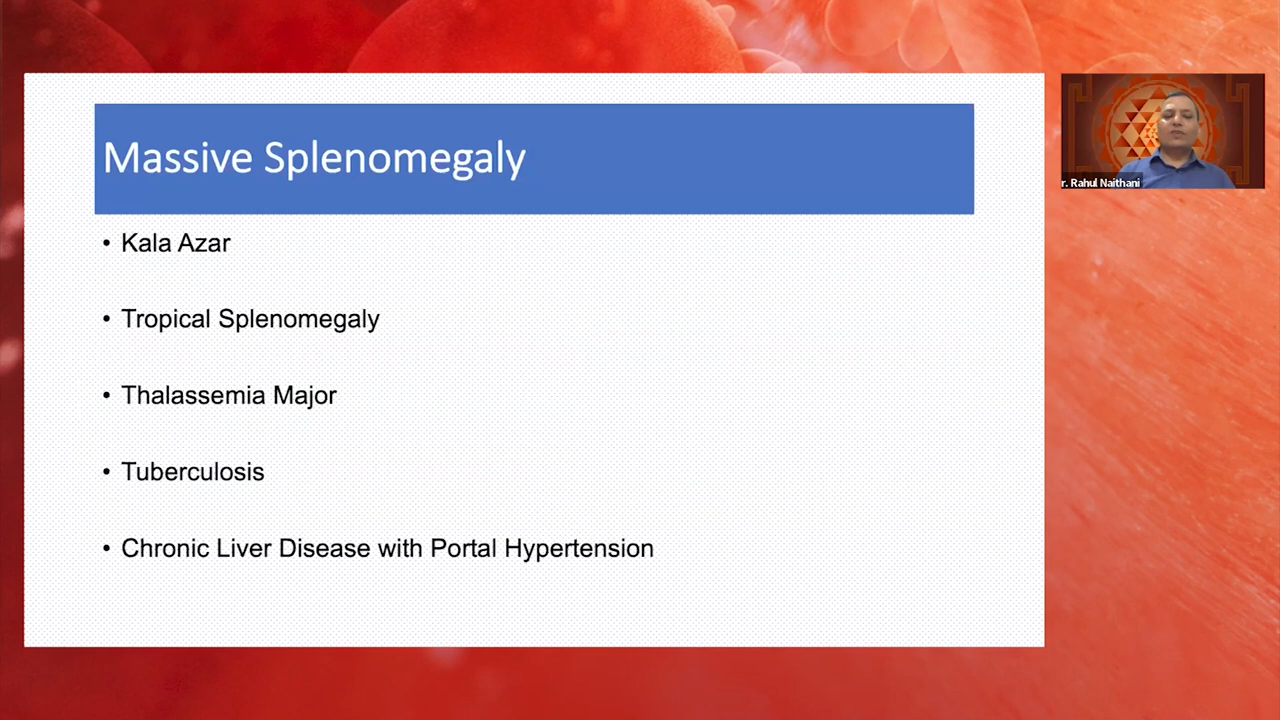 Massive Splenomegaly
• Kala Azar
• Tropical Splenomegaly
• Thalassemia Major
• Tuberculosis
• Chronic Liver Disease with Portal Hypertension
r. Rahul Naithani